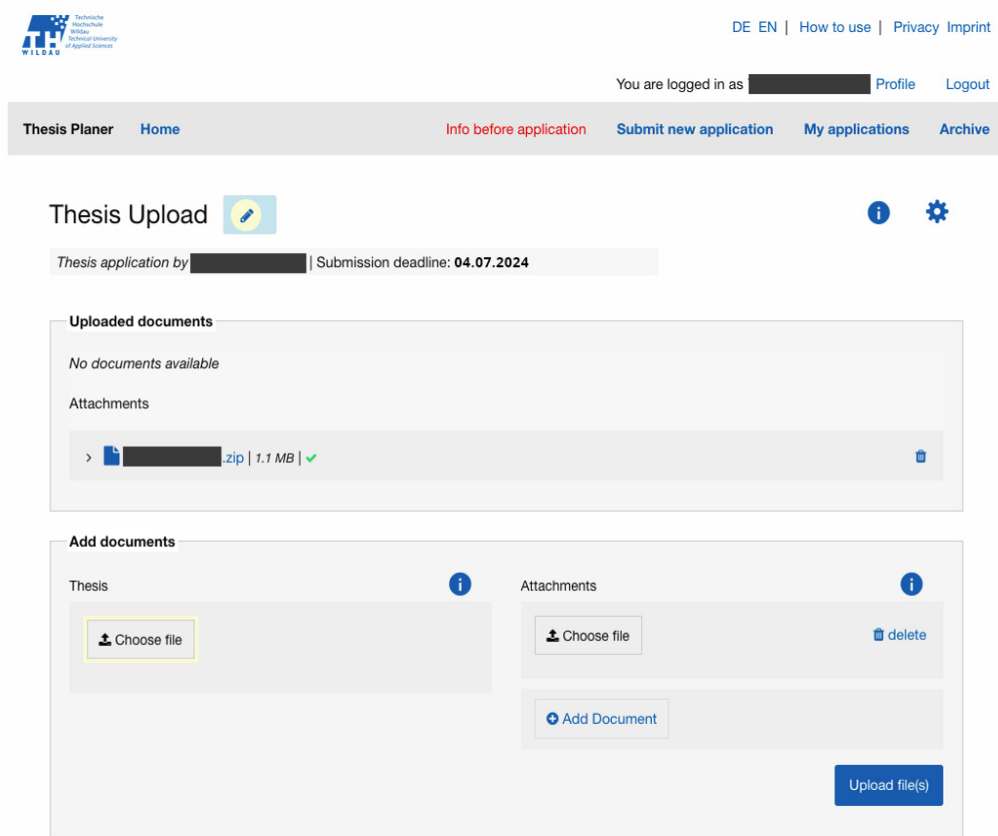 Technische
Hochschule
Wildau
Technical University
of Applied Sciences
TH
WILDAU
DE EN | How to use | Privacy Imprint
You are logged in as Profile Logout
Thesis Planer Home Info before application Submit new application My applications Archive
Thesis Upload
Thesis application by | Submission deadline: 04.07.2024
Uploaded documents
No documents available
Attachments
.zip | 1.1 MB |
Add documents
Thesis Attachments
Choose file Choose file delete
Add Document
Upload file(s)